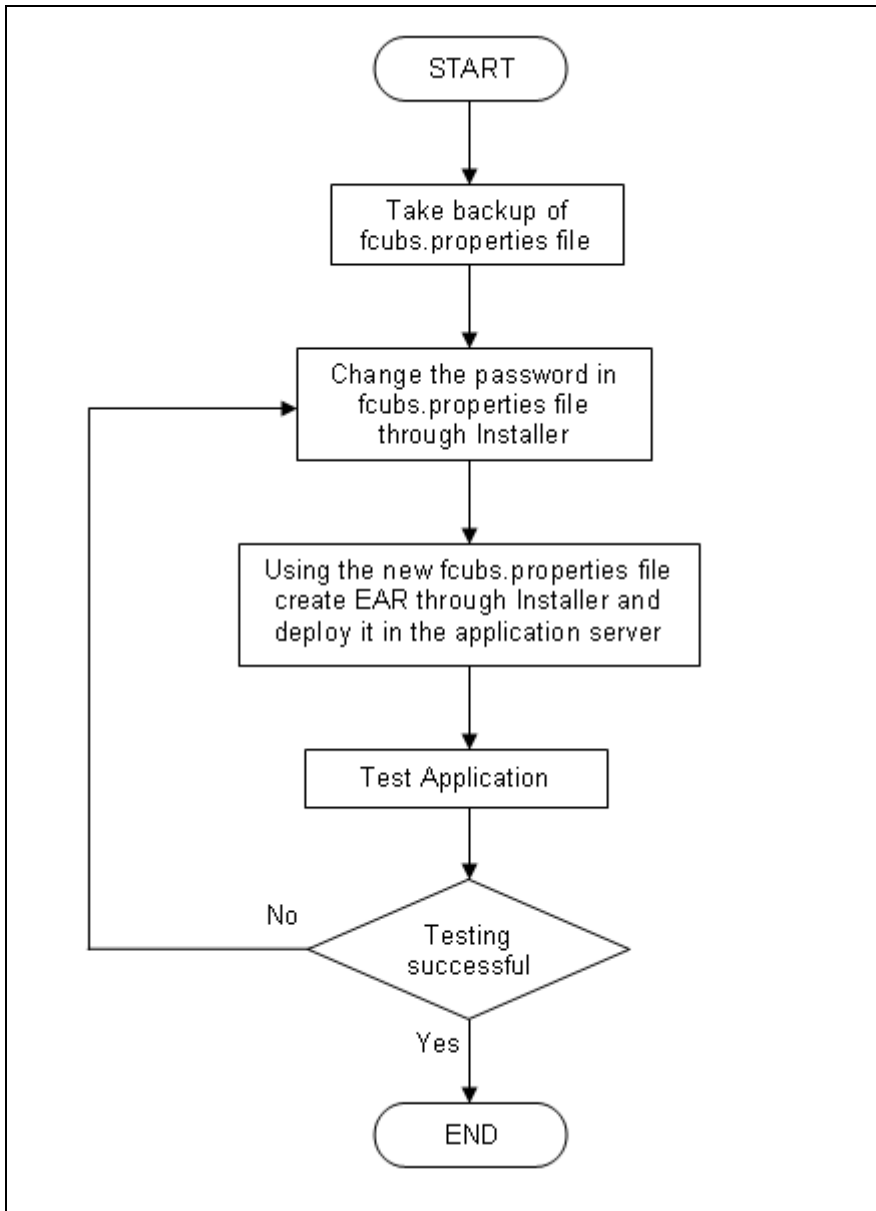 START
Take backup of
fcubs.properties file
Change the password in
fcubs.properties file
through Installer
Using the new fcubs.properties file
create EAR through Installer and
deploy it in the application server
Test Application
No
Testing
successful
Yes
END